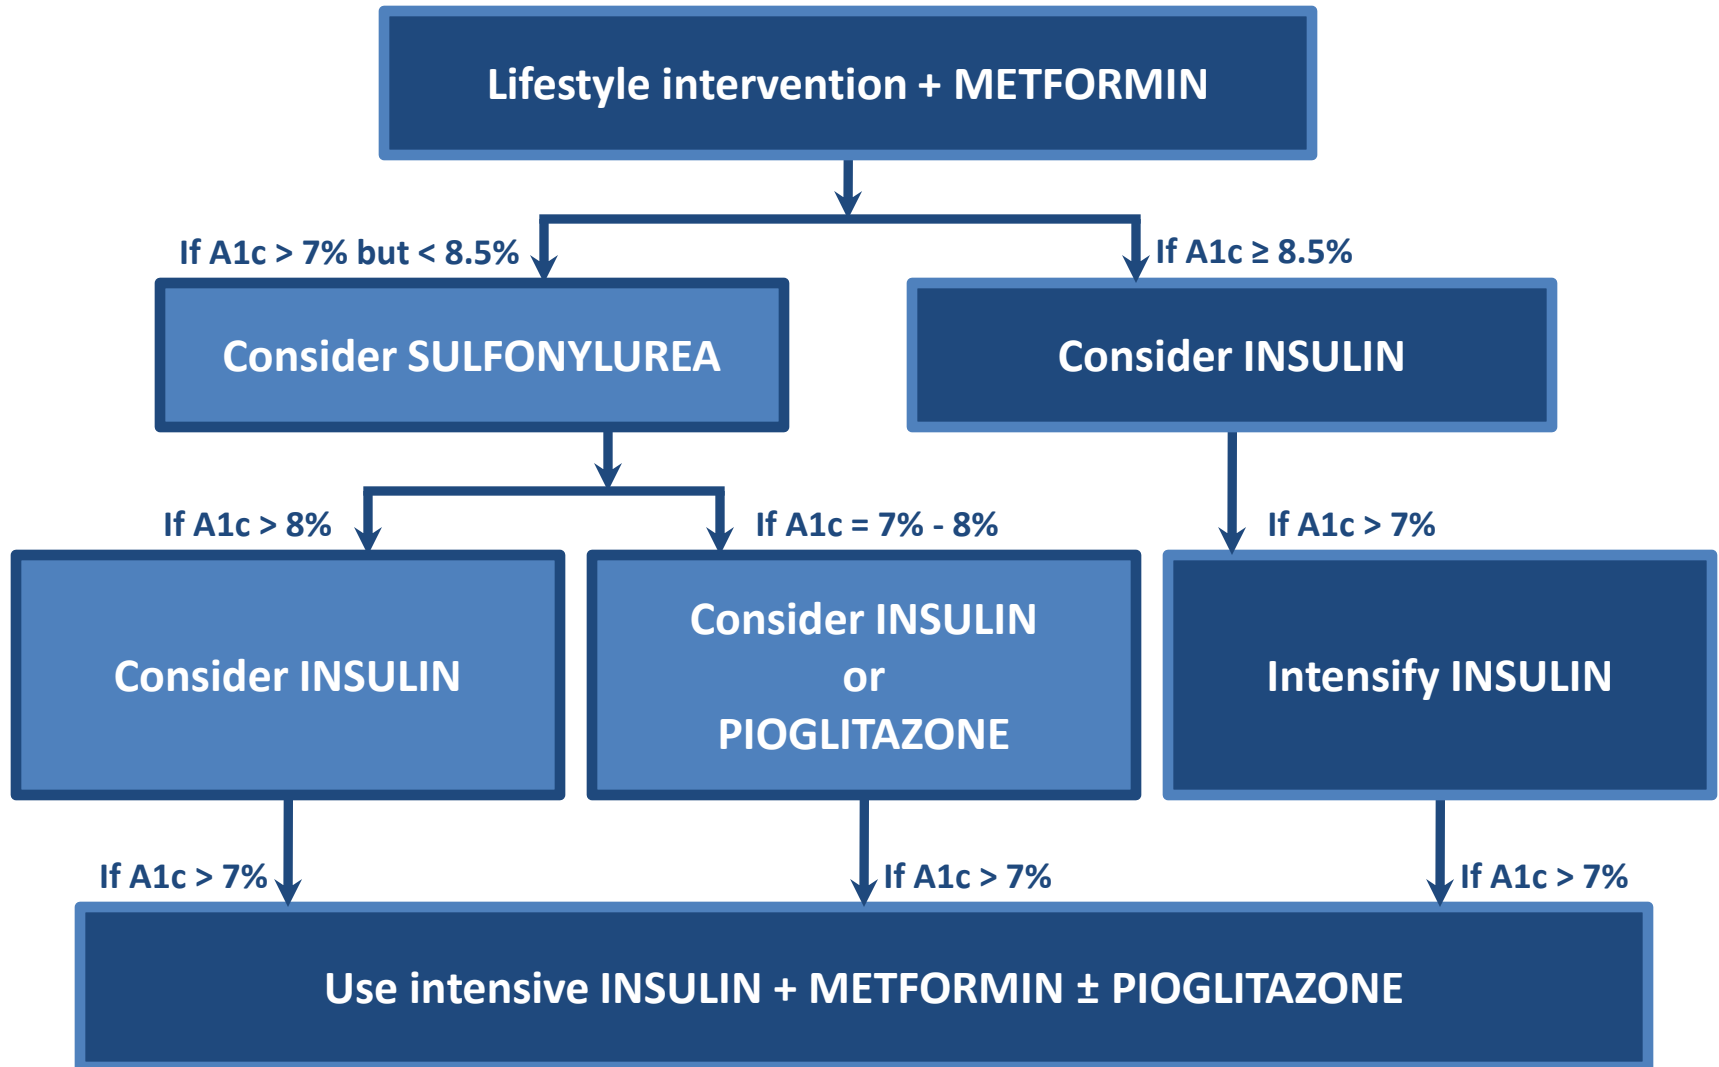 Lifestyle intervention + METFORMIN
If A1c > 7% but < 8.5%
If A1c ≥ 8.5%
Consider SULFONYLUREA
Consider INSULIN
If A1c > 8%
If A1c = 7% - 8%
If A1c > 7%
Consider INSULIN
Consider INSULIN
or
PIOGLITAZONE
Intensify INSULIN
If A1c > 7%
If A1c > 7%
If A1c > 7%
Use intensive INSULIN + METFORMIN ± PIOGLITAZONE